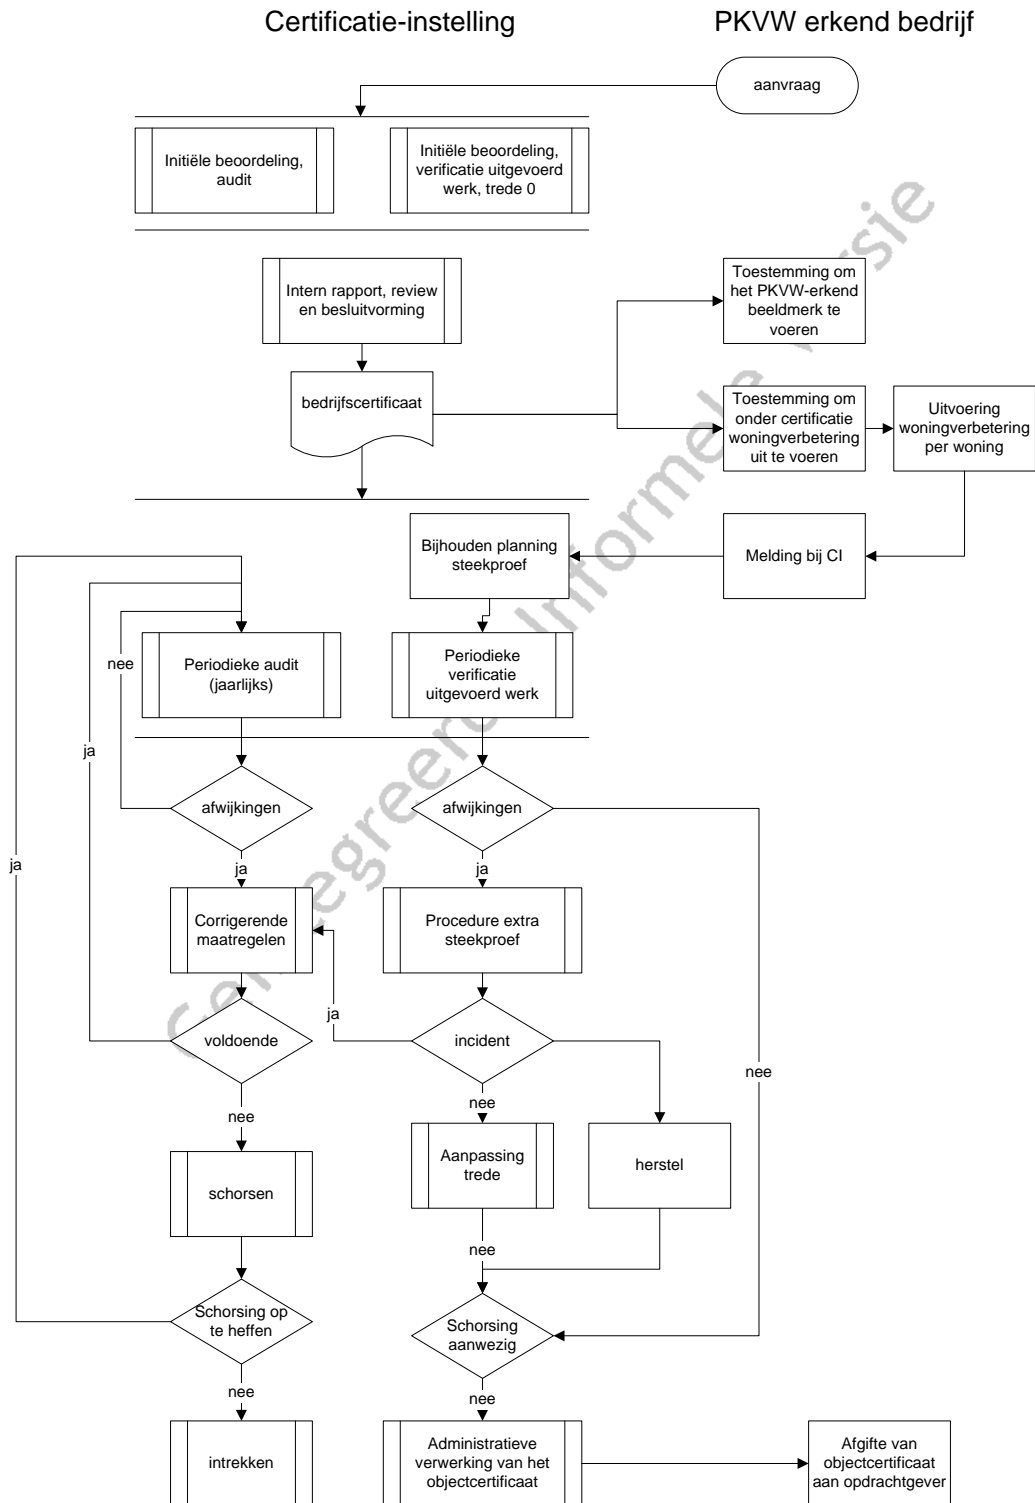 Certificatie-instelling
PKVW erkend bedrijf
aanvraag
Initiële beoordeling,
audit
Initiële beoordeling,
verificatie uitgevoerd
werk, trede 0
Intern rapport, review
en besluitvorming
Toestemming om
het PKVW-erkend
beeldmerk te
voeren
bedrijfscertificaat
Toestemming om
onder certificatie
woningverbetering
uit te voeren
Uitvoering
woningverbetering
per woning
Bijhouden planning
steekproef
Melding bij CI
nee
Periodieke audit
(jaarlijks)
Periodieke
verificatie
uitgevoerd werk
ja
afwijkingen
afwijkingen
ja
ja
ja
Corrigerende
maatregelen
Procedure extra
steekproef
ja
voldoende
incident
nee
nee
nee
Aanpassing
trede
herstel
schorsen
nee
Schorsing op
te heffen
Schorsing
aanwezig
nee
nee
intrekken
Administratieve
verwerking van het
objectcertificaat
Afgifte van
objectcertificaat
aan opdrachtgever